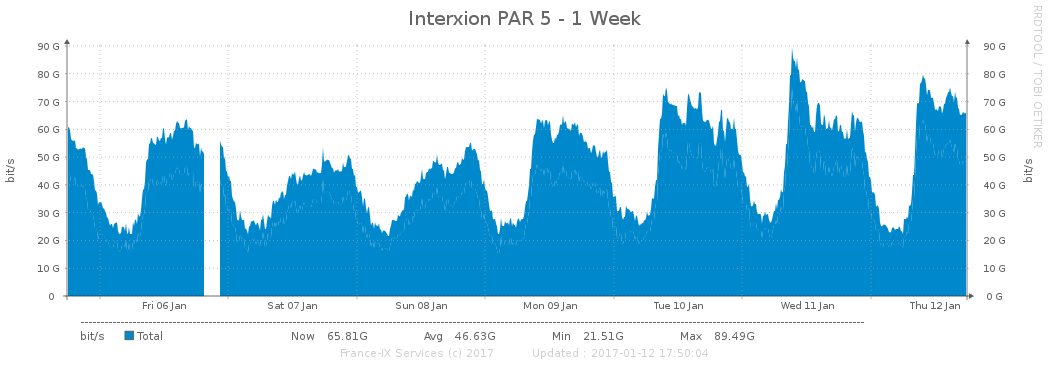 Interxion PAR 5 - 1 Week
RRDTOOL / TOBI OETIKER
bit/s
bit/s
90 G 90 G
80 G 80 G
70 G 70 G
60 G 60 G
50 G 50 G
40 G 40 G
30 G 30 G
20 G 20 G
10 G 10 G
0 0 G
Fri 06 Jan Sat 07 Jan Sun 08 Jan Mon 09 Jan Tue 10 Jan Wed 11 Jan Thu 12 Jan
bit/s Total Now 65.81G Avg 46.63G Min 21.51G Max 89.49G
France-IX Services (c) 2017 Updated : 2017-01-12 17:50:04